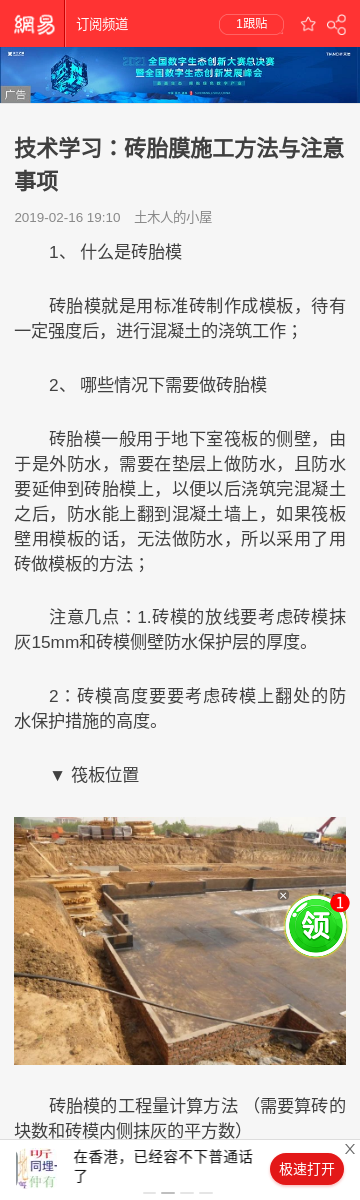 網易 订阅频道 1跟贴
2023全国数字生态创新大赛总决赛
暨全国数字生态创新发展峰会
广告
技术学习：砖胎膜施工方法与注意
事项
2019-02-16 19:10 土木人的小屋
1、 什么是砖胎模
砖胎模就是用标准砖制作成模板，待有
一定强度后，进行混凝土的浇筑工作；
2、 哪些情况下需要做砖胎模
砖胎模一般用于地下室筏板的侧壁，由
于是外防水，需要在垫层上做防水，且防水
要延伸到砖胎模上，以便以后浇筑完混凝土
之后，防水能上翻到混凝土墙上，如果筏板
壁用模板的话，无法做防水，所以采用了用
砖做模板的方法；
注意几点：1.砖模的放线要考虑砖模抹
灰15mm和砖模侧壁防水保护层的厚度。
2：砖模高度要要考虑砖模上翻处的防
水保护措施的高度。
▼ 筏板位置
领
1
砖胎模的工程量计算方法 （需要算砖的
块数和砖模内侧抹灰的平方数）
同埋
仲有
在香港，已经容不下普通话
了
极速打开